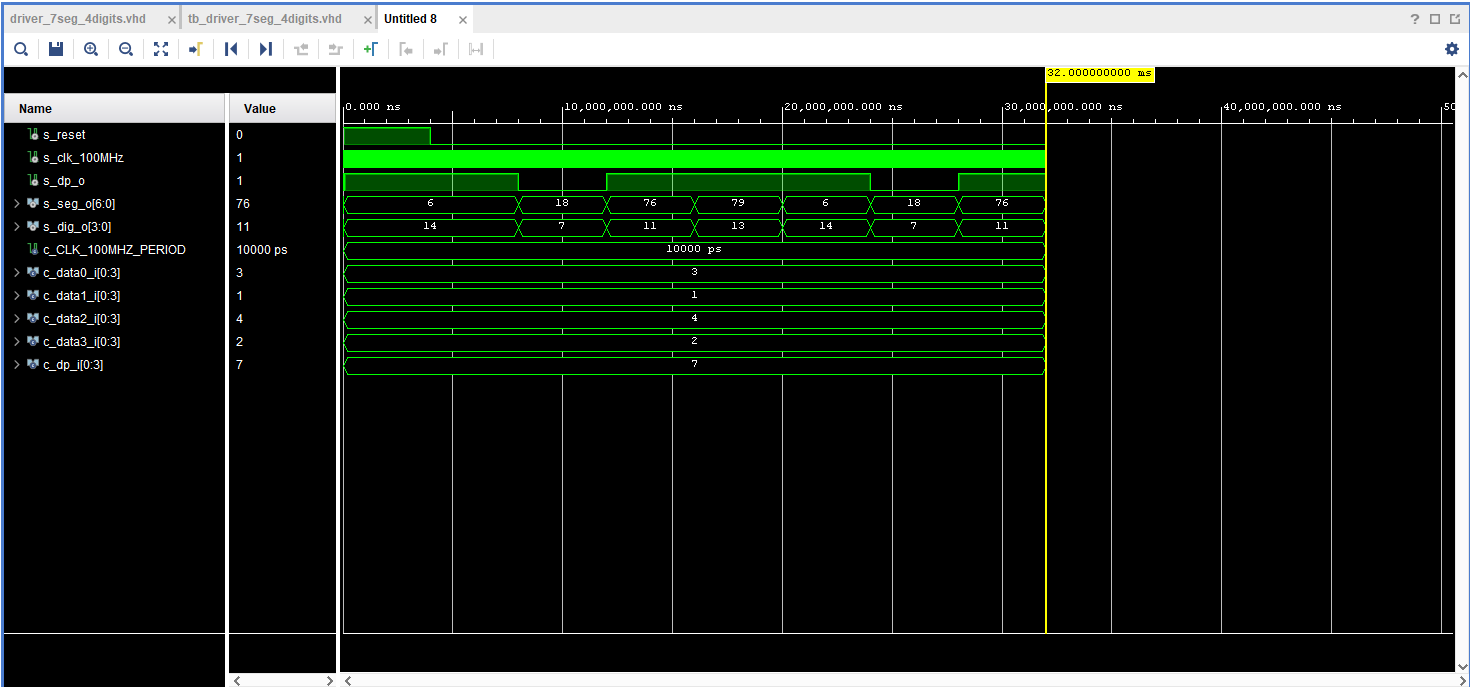 driver_7seg_4digits.vhd × tb_driver_7seg_4digits.vhd × Untitled 8 × ?
32.000000000 ms
Name Value 0.000 ns 10,000,000.000 ns 20,000,000.000 ns 30,000,000.000 ns 40,000,000.000 ns 50
s_reset 0
s_clk_100MHz 1
s_dp_o 1
s_seg_o[6:0] 76 6 18 76 79 6 18 76
s_dig_o[3:0] 11 14 7 11 13 14 7 11
c_CLK_100MHZ_PERIOD 10000 ps 10000 ps
c_data0_i[0:3] 3 3
c_data1_i[0:3] 1 1
c_data2_i[0:3] 4 4
c_data3_i[0:3] 2 2
c_dp_i[0:3] 7 7